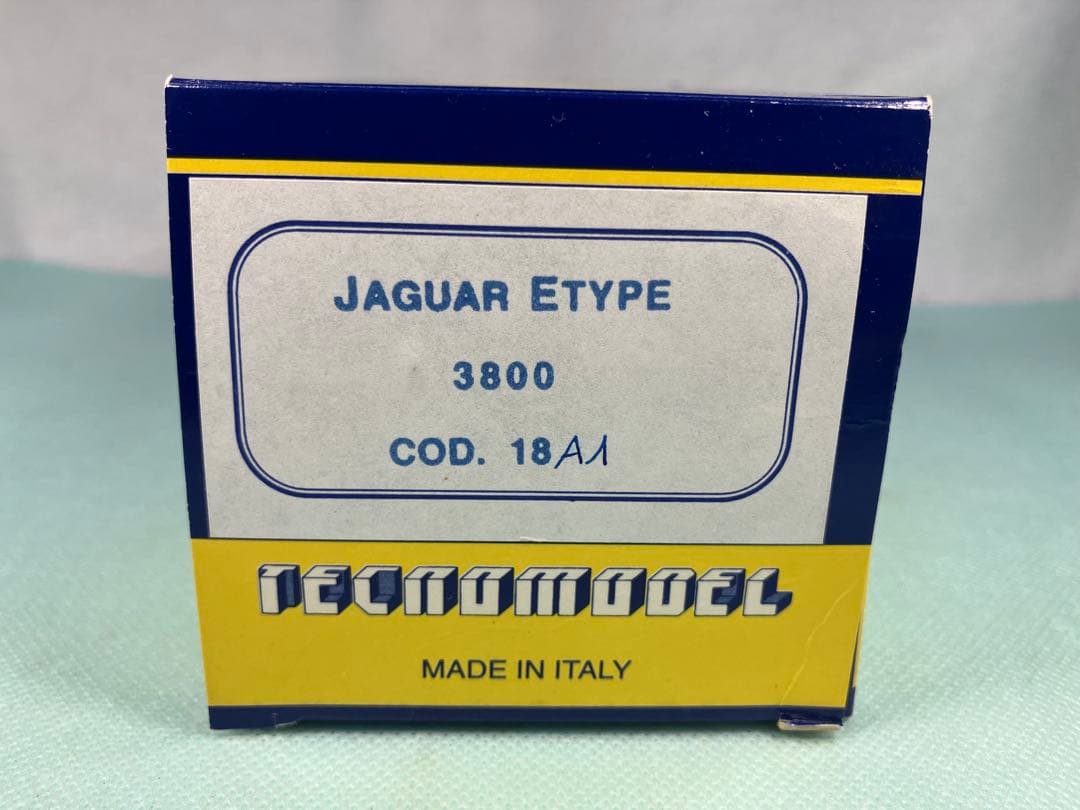 JAGUAR ETYPE
3800
COD. 18A1
TECNOMODEL
MADE IN ITALY